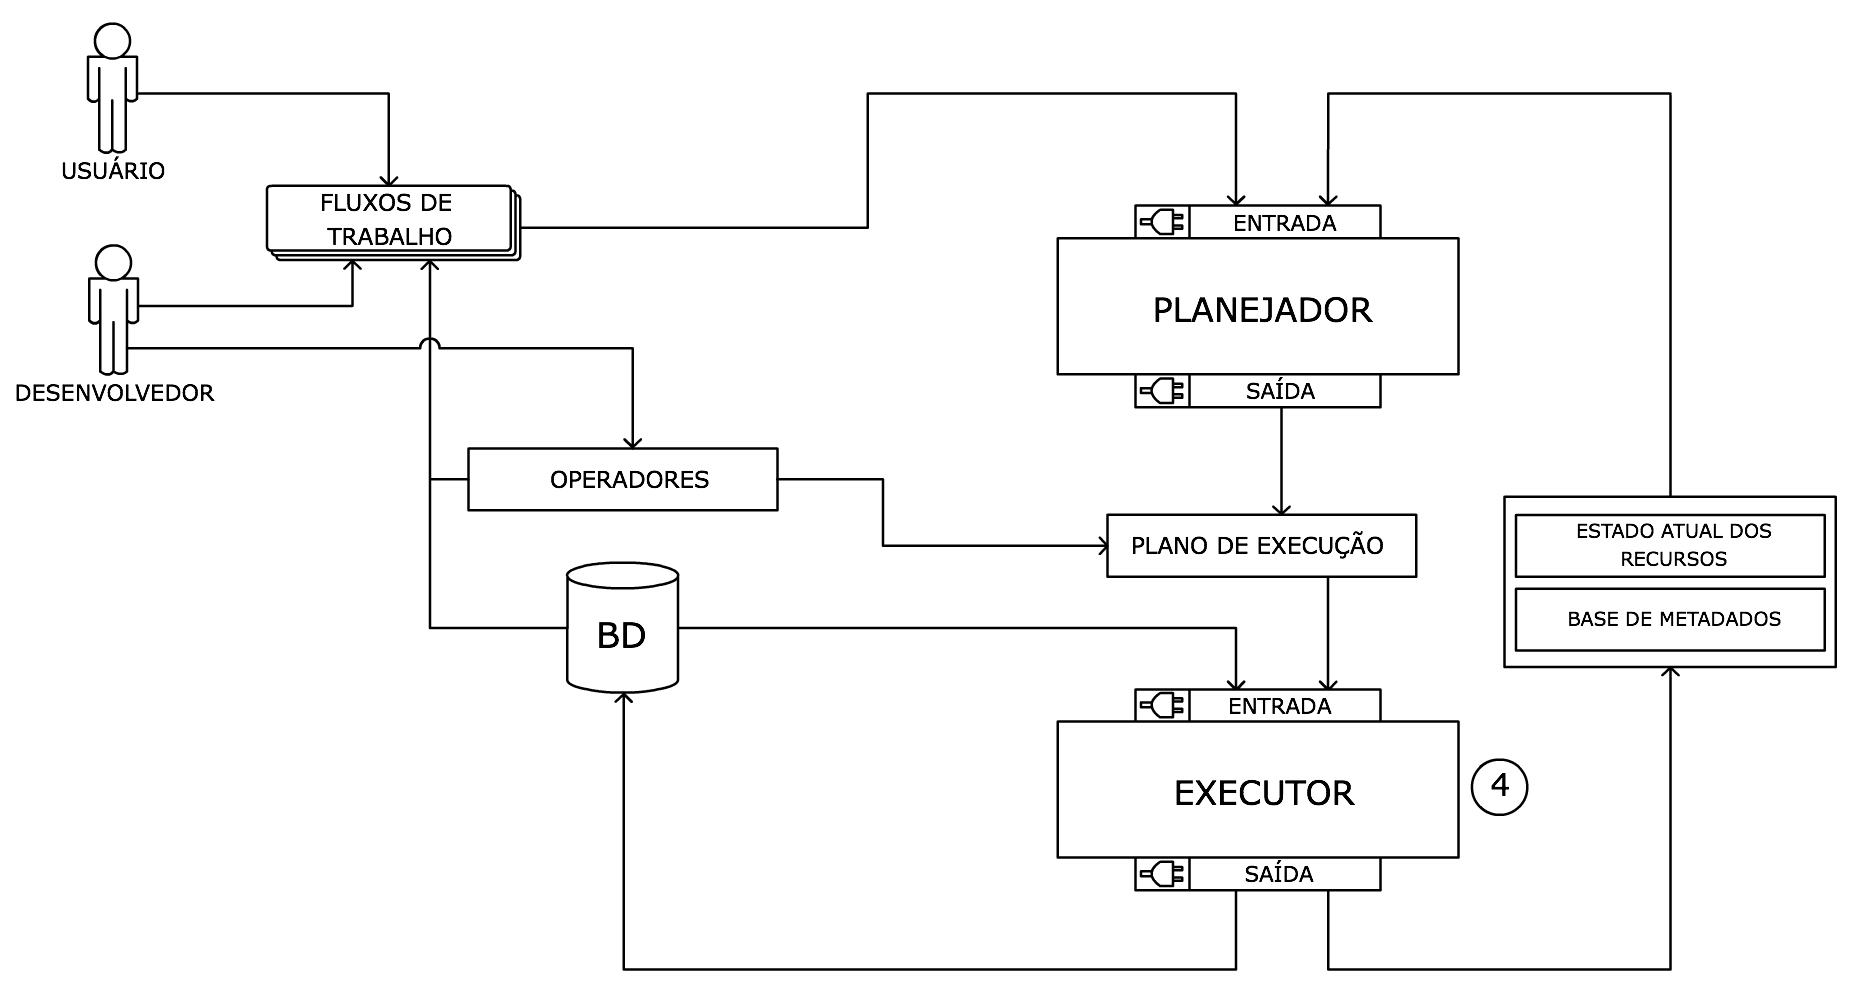 USUÁRIO
FLUXOS DE
TRABALHO
ENTRADA
PLANEJADOR
SAÍDA
DESENVOLVEDOR
OPERADORES
PLANO DE EXECUÇÃO
ESTADO ATUAL DOS
RECURSOS
BASE DE METADADOS
BD
ENTRADA
EXECUTOR
4
SAÍDA